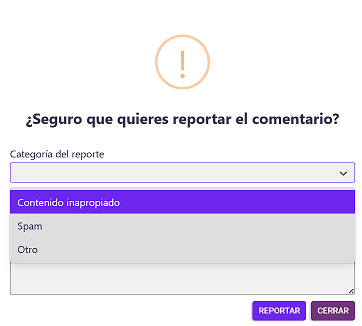 ¿Seguro que quieres reportar el comentario?
Categoría del reporte
Contenido inapropiado
Spam
Otro
REPORTAR CERRAR